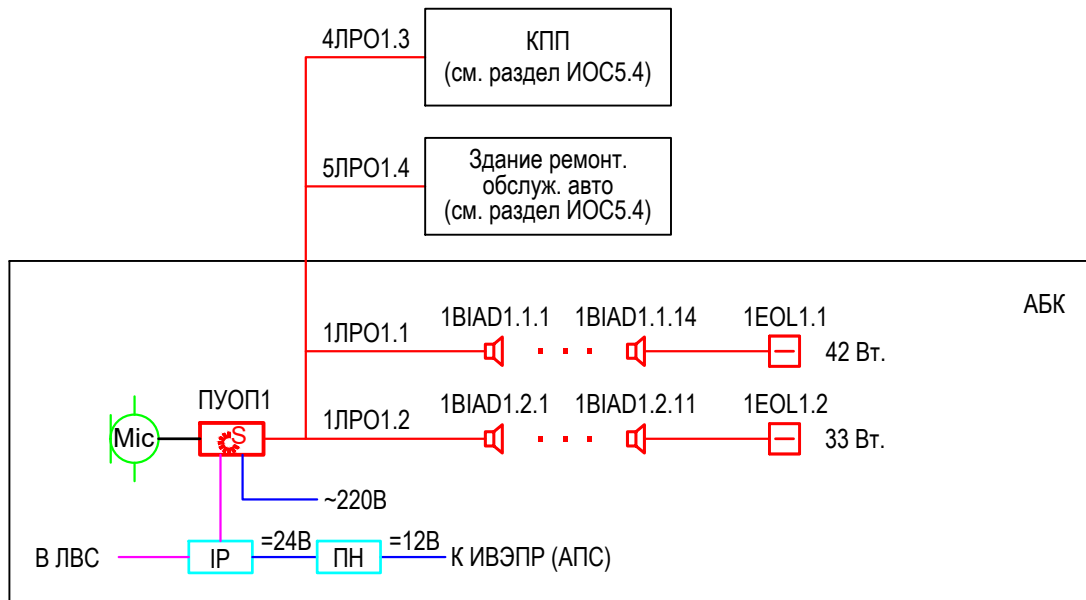 4ЛРО1.3
КПП
(см. раздел ИОС5.4)
5ЛРО1.4
Здание ремонт.
обслуж. авто
(см. раздел ИОС5.4)
АБК
1ЛРО1.1
1BIAD1.1.1
1BIAD1.1.14
1EOL1.1
42 Вт.
ПУОП1
Mic
S
1ЛРО1.2
1BIAD1.2.1
1BIAD1.2.11
1EOL1.2
33 Вт.
~220В
В ЛВС
IP
=24В
ПН
=12В
К ИВЭПР (АПС)